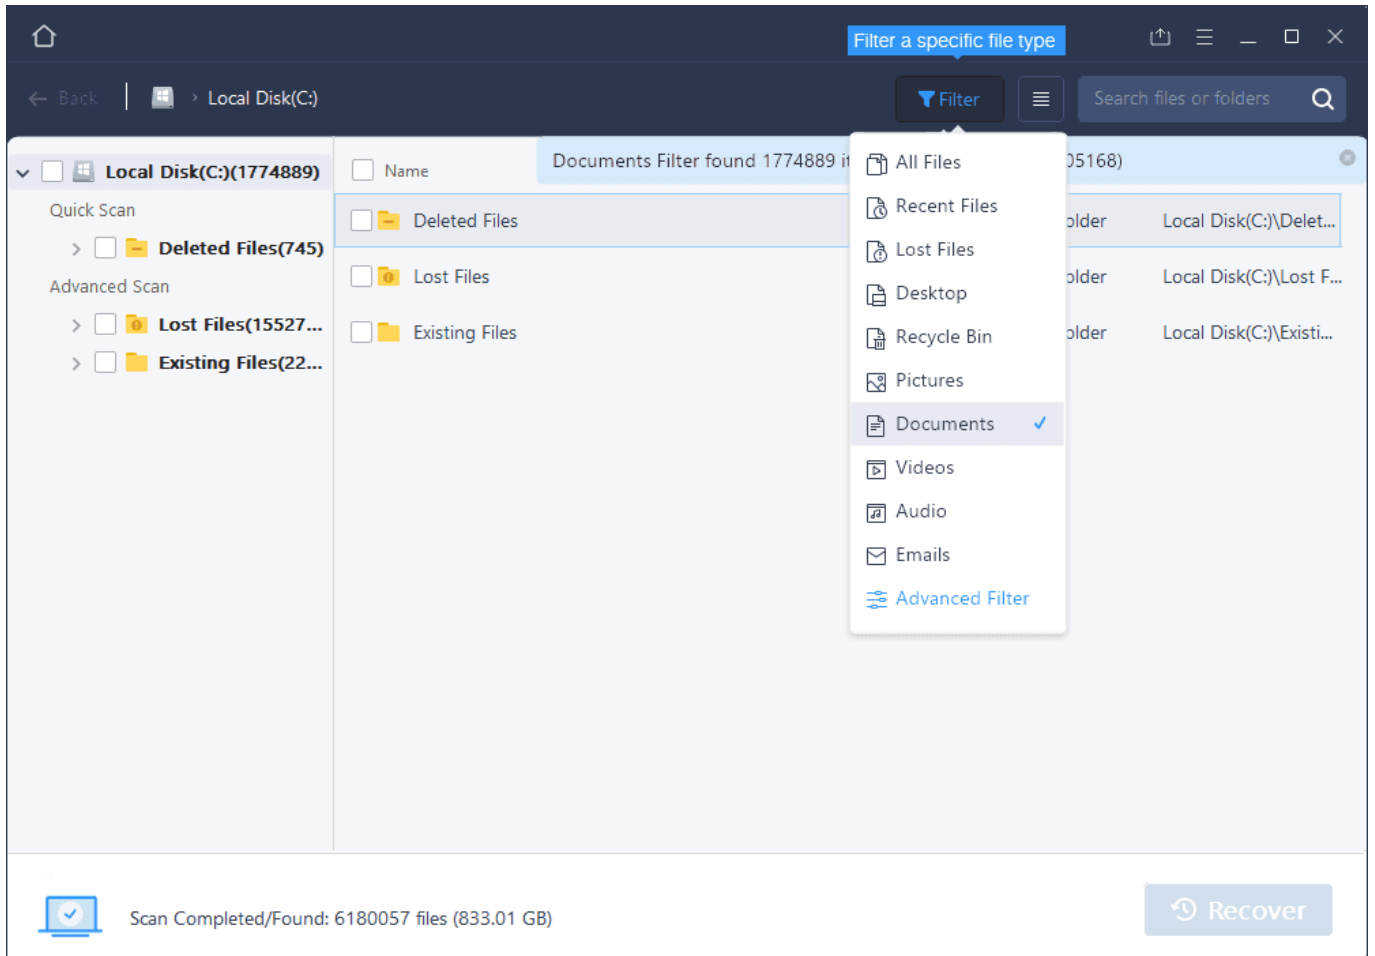 Filter a specific file type
Back
Local Disk(C:)
Filter
Search files or folders
Local Disk(C:)(1774889)
Quick Scan
Deleted Files(745)
Advanced Scan
Lost Files(15527...
Existing Files(22...
Name
Documents Filter found 1774889 it
05168)
Deleted Files
older
Local Disk(C:)\Delet...
Lost Files
older
Local Disk(C:)\Lost F...
Existing Files
older
Local Disk(C:)\Existi...
All Files
Recent Files
Lost Files
Desktop
Recycle Bin
Pictures
Documents
Videos
Audio
Emails
Advanced Filter
Scan Completed/Found: 6180057 files (833.01 GB)
Recover